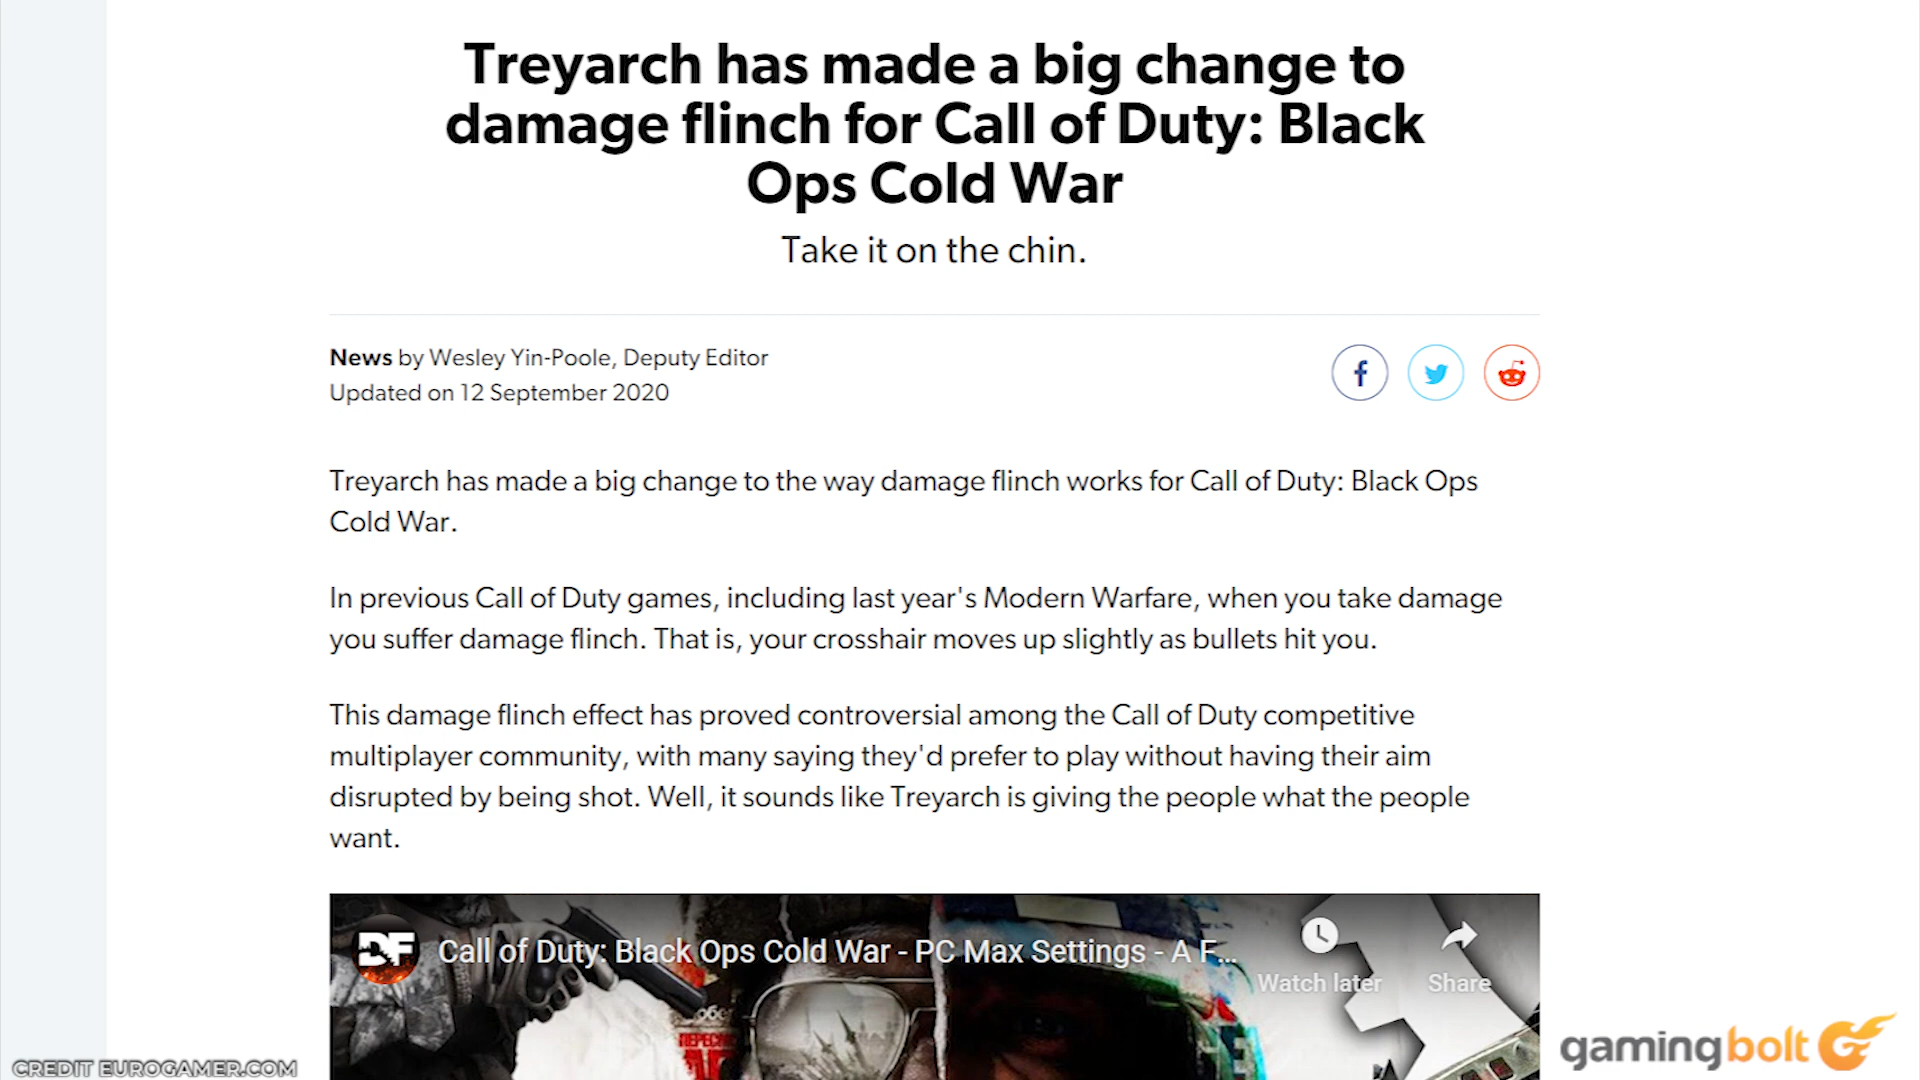 Treyarch has made a big change to
damage flinch for Call of Duty: Black
Ops Cold War
Take it on the chin.
News by Wesley Yin-Poole, Deputy Editor
Updated on 12 September 2020
Treyarch has made a big change to the way damage flinch works for Call of Duty: Black Ops
Cold War.
In previous Call of Duty games, including last year's Modern Warfare, when you take damage
you suffer damage flinch. That is, your crosshair moves up slightly as bullets hit you.
This damage flinch effect has proved controversial among the Call of Duty competitive
multiplayer community, with many saying they'd prefer to play without having their aim
disrupted by being shot. Well, it sounds like Treyarch is giving the people what the people
want.
DF
Call of Duty: Black Ops Cold War - PC Max Settings - A F...
Watch later
Share
CREDIT EUROGAMER.COM
gamingbolt